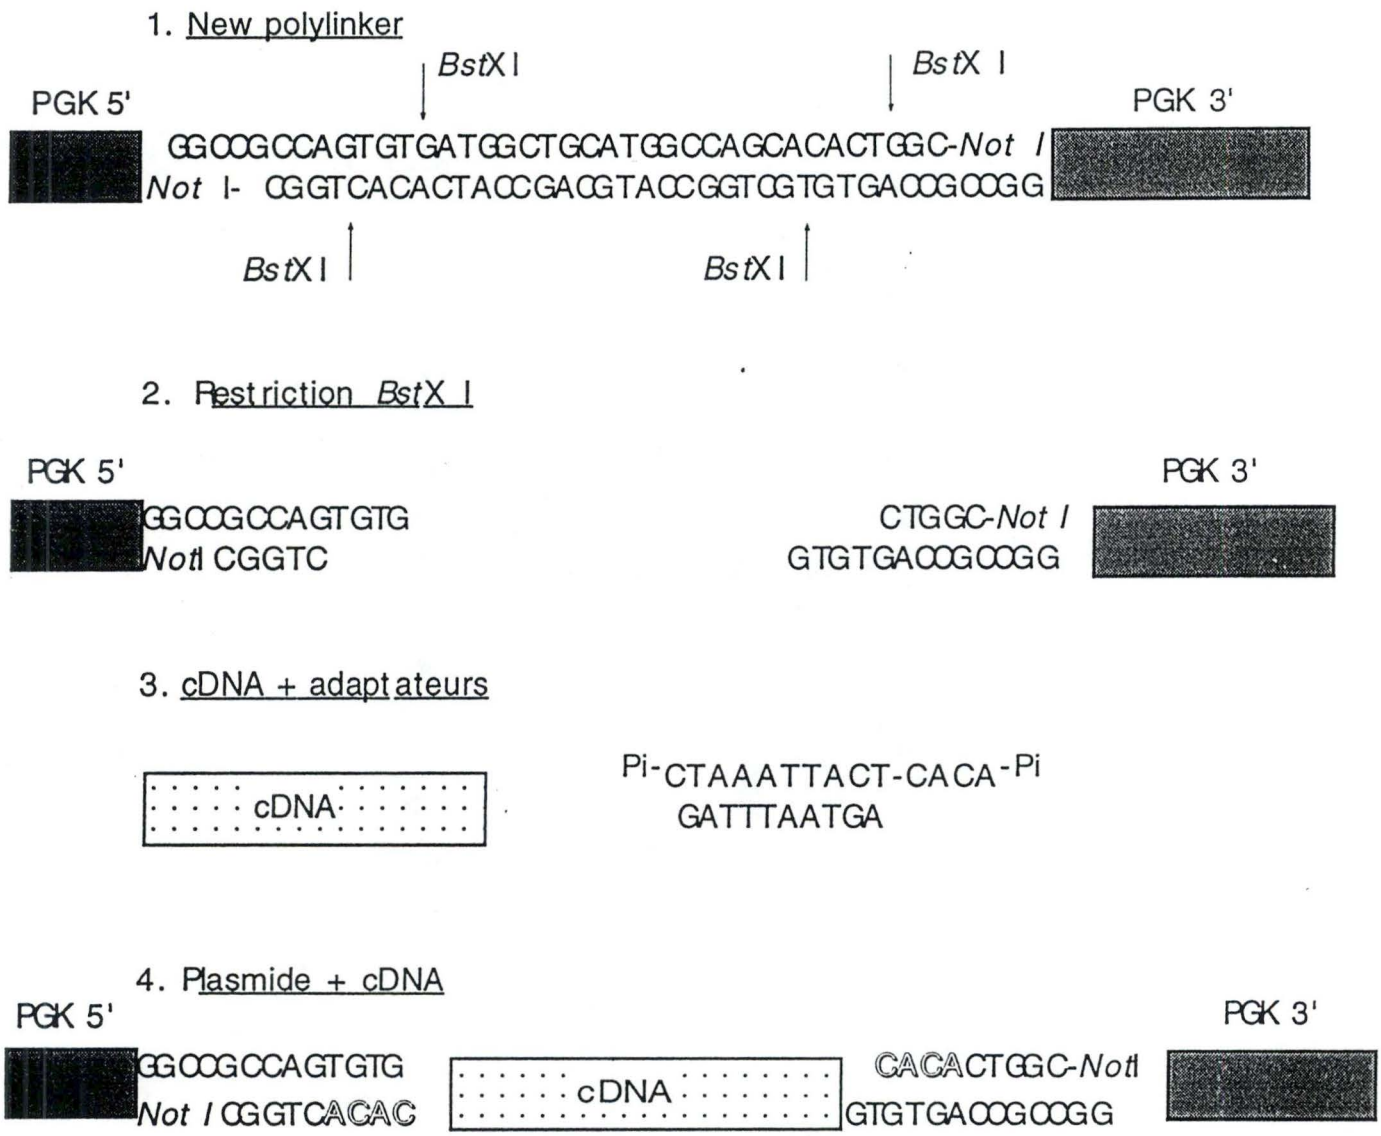 1. New polylinker
BstX I
BstX I
PGK 5'
PGK 3'
GGCCGCCAGTGTGATGGCTGCATGGCCAGCACACTGGC-Not I
Not I- CGGTCACACTACCGACGTACCGGTCGTGTGACCGCCGG
BstX I
BstX I
2. Restriction BstX I
PGK 5'
PGK 3'
GGCCGCCAGTGTG
CTGGC-Not I
NotI CGGTC
GTGTGACCGCCGG
3. cDNA + adaptateurs
Pi-CTAAATTACT-CACA-Pi
cDNA
GATTTAATGA
4. Plasmide + cDNA
PGK 5'
PGK 3'
GGCCGCCAGTGTG
CACACTGGC-NotI
cDNA
Not I CGGTCACAC
GTGTGACCGCCGG